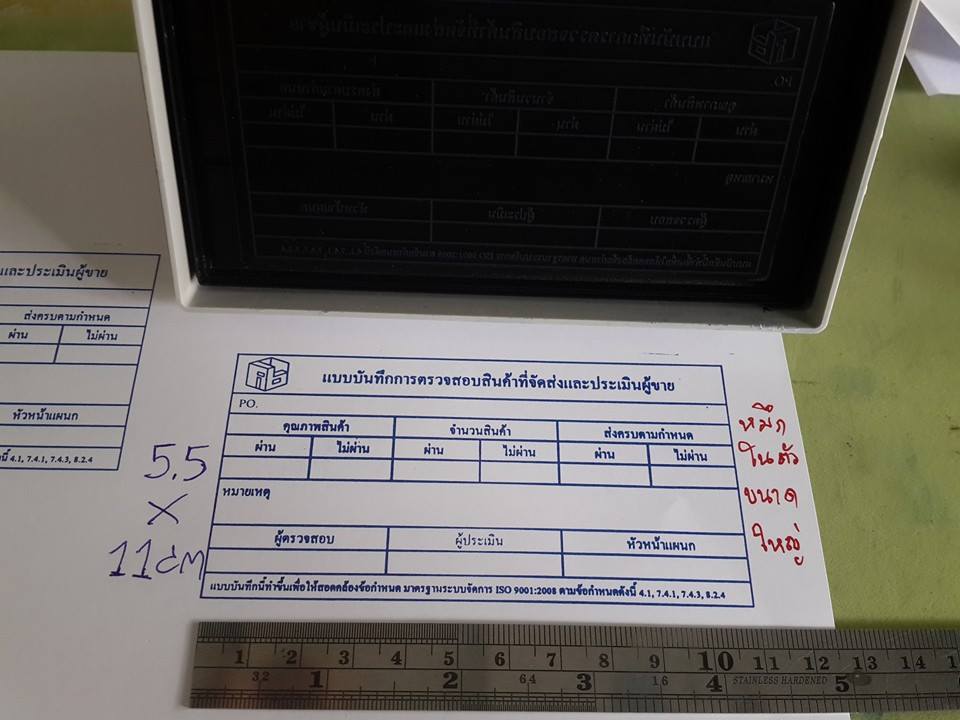 แบบบันทึกการตรวจสอบสินค้าที่จัดส่งและประเมินผู้ขาย
PO.
คุณภาพสินค้า จำนวนสินค้า ส่งครบตามกำหนด
ผ่าน ไม่ผ่าน ผ่าน ไม่ผ่าน ผ่าน ไม่ผ่าน
หมายเหตุ
ผู้ตรวจสอบ ผู้ประเมิน หัวหน้าแผนก
แบบบันทึกนี้ทำขึ้นเพื่อให้สอดคล้องข้อกำหนด มาตรฐานระบบจัดการ ISO 9001:2008 ตามข้อกำหนดดังนี้ 4.1, 7.4.1, 7.4.3, 8.2.4
และประเมินผู้ขาย
ส่งครบตามกำหนด
ผ่าน ไม่ผ่าน
หัวหน้าแผนก
นี้ 4.1, 7.4.1, 7.4.3, 8.2.4
5.5
X
11 cm
หมึก
ในตัว
ขนาด
ใหญ่
1 2 3 4 5 6 7 8 9 10 11 12 13 14
32 1 2 64 3 16 4 STAINLESS HARDENED 5